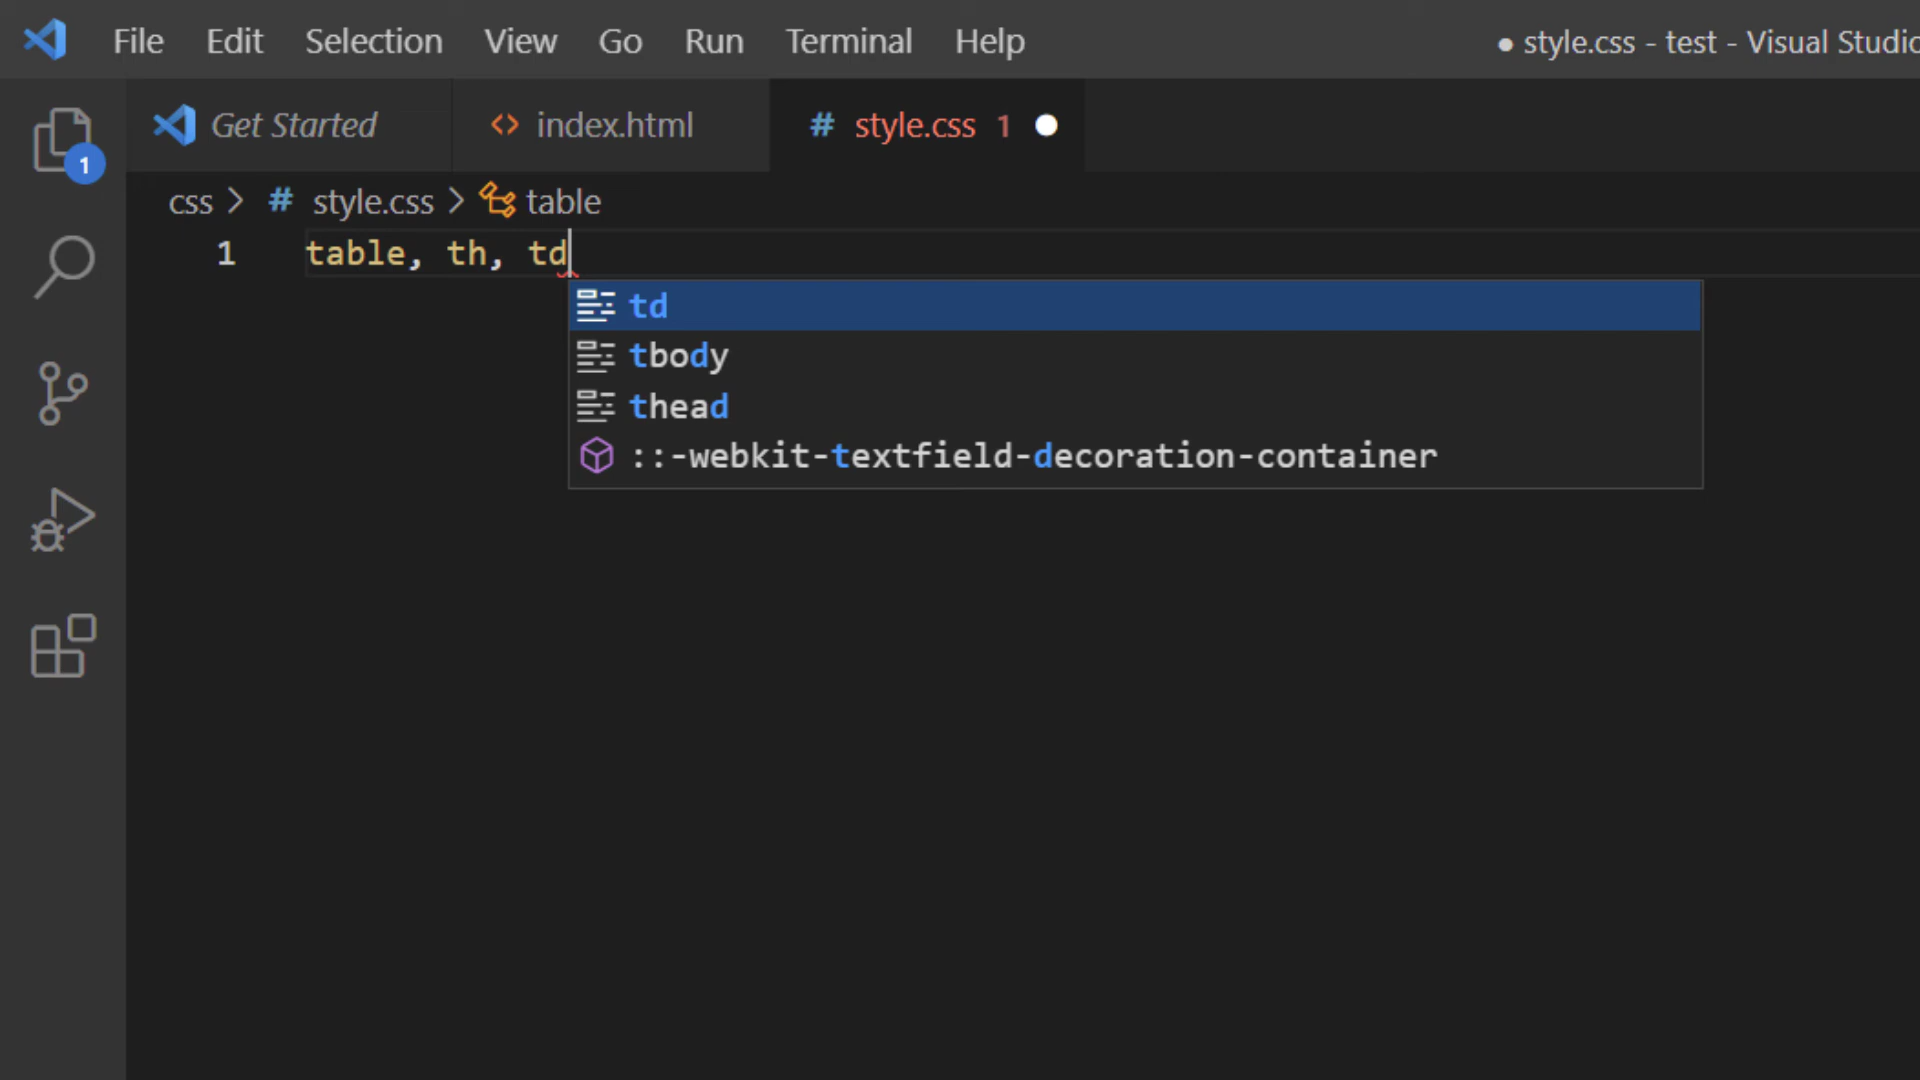 File Edit Selection View Go Run Terminal Help ● style.css - test - Visual Studio
Get Started <> index.html # style.css 1 ●
1
css > # style.css > table
1 table, th, td
td
tbody
thead
::-webkit-textfield-decoration-container